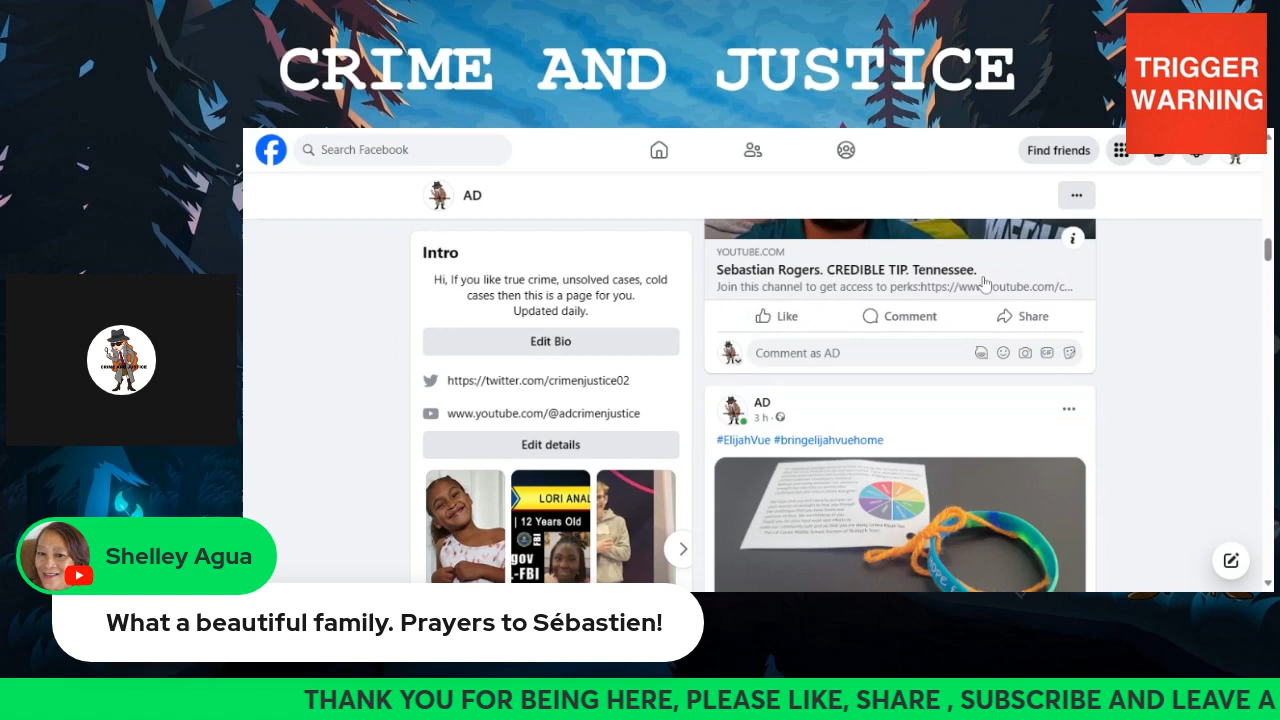 CRIME AND JUSTICE
TRIGGER
WARNING
Search Facebook
Find friends
AD
Intro
Hi, If you like true crime, unsolved cases, cold
cases then this is a page for you.
Updated daily.
Edit Bio
https://twitter.com/crimenjustice02
www.youtube.com/@adcrimenjustice
Edit details
LORI ANAL
12 Years Old
FBI
gov
-FBI
YOUTUBE.COM
Sebastian Rogers. CREDIBLE TIP. Tennessee.
Join this channel to get access to perks:https://www.youtube.com/c...
Like
Comment
Share
Comment as AD
GIF
AD
3 h
#ElijahVue #bringelijahvuehome
CRIME AND JUSTICE
Shelley Agua
What a beautiful family. Prayers to Sébastien!
THANK YOU FOR BEING HERE, PLEASE LIKE, SHARE , SUBSCRIBE AND LEAVE A